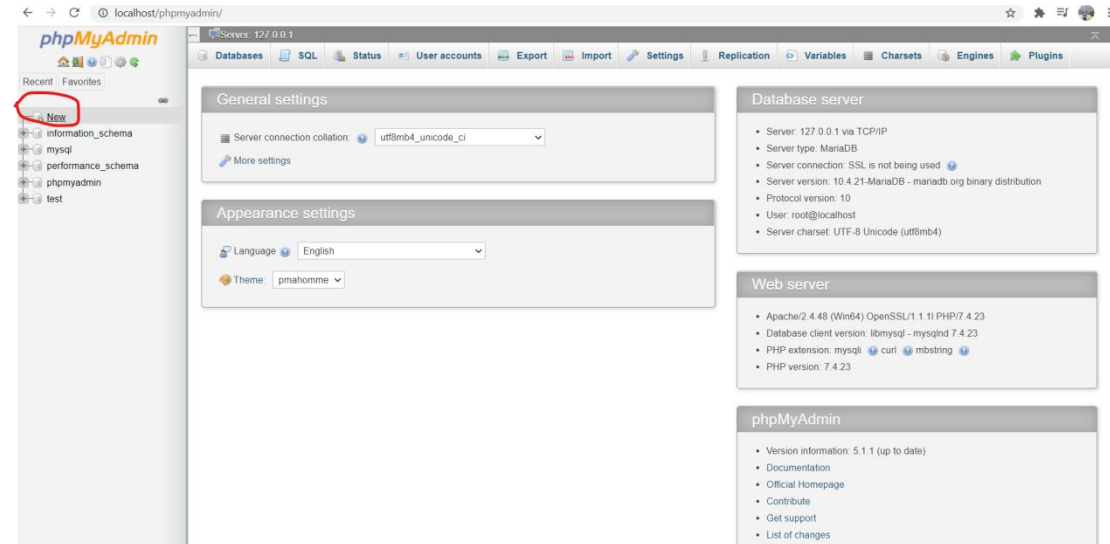 localhost/phpmyadmin/
phpMyAdmin
Recent Favorites
New
information_schema
mysql
performance_schema
phpmyadmin
test
Server: 127.0.0.1
Databases SQL Status User accounts Export Import Settings Replication Variables Charsets Engines Plugins
General settings
Server connection collation: utf8mb4_unicode_ci
More settings
Appearance settings
Language English
Theme: pmahomme
Database server
Server: 127.0.0.1 via TCP/IP
Server type: MariaDB
Server connection: SSL is not being used
Server version: 10.4.21-MariaDB - mariadb.org binary distribution
Protocol version: 10
User: root@localhost
Server charset: UTF-8 Unicode (utf8mb4)
Web server
Apache/2.4.48 (Win64) OpenSSL/1.1.1l PHP/7.4.23
Database client version: libmysql - mysqlnd 7.4.23
PHP extension: mysqli curl mbstring
PHP version: 7.4.23
phpMyAdmin
Version information: 5.1.1 (up to date)
Documentation
Official Homepage
Contribute
Get support
List of changes